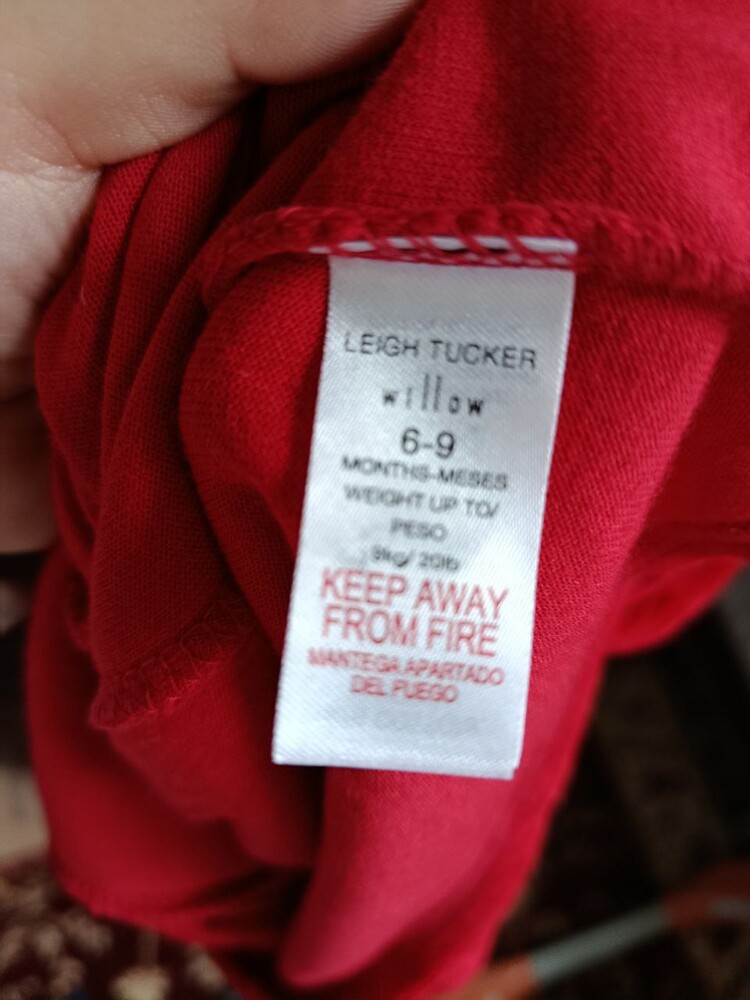 LEIGH TUCKER
willow
6-9
MONTHS-MESES
WEIGHT UP TO/
PESO
9kg/ 20lb
KEEP AWAY
FROM FIRE
MANTEGA APARTADO
DEL FUEGO